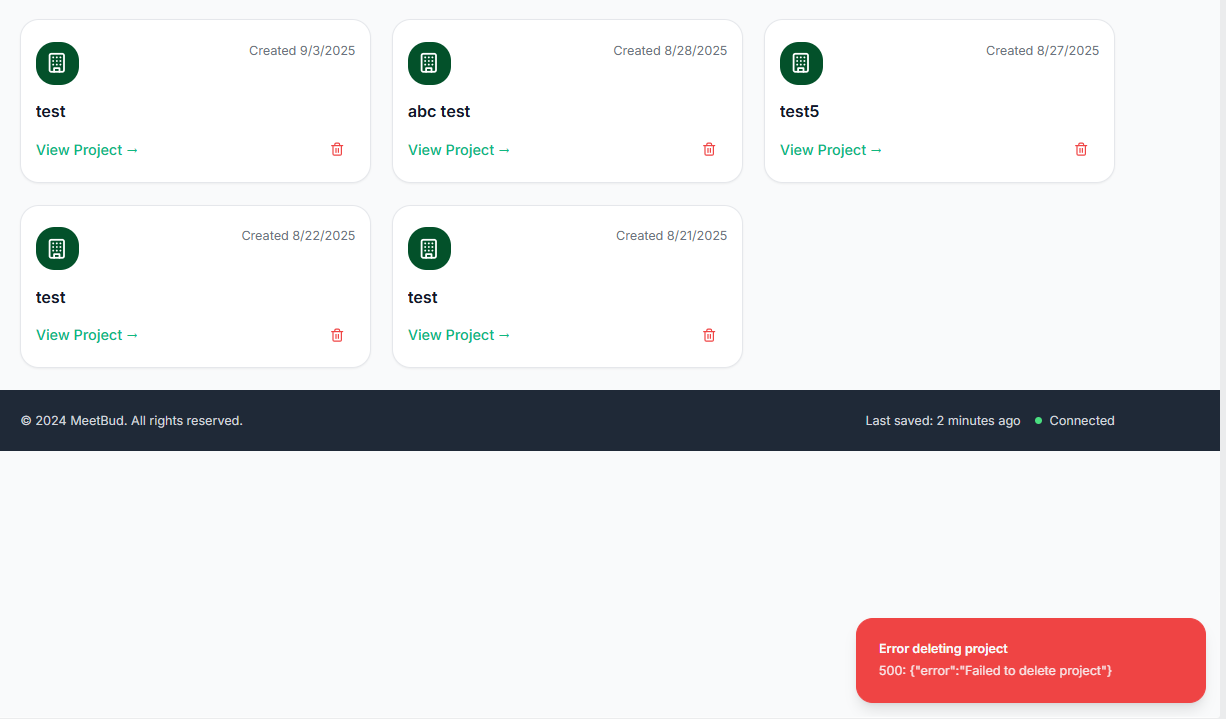 Created 9/3/2025
test
View Project →
Created 8/28/2025
abc test
View Project →
Created 8/27/2025
test5
View Project →
Created 8/22/2025
test
View Project →
Created 8/21/2025
test
View Project →
© 2024 MeetBud. All rights reserved.
Last saved: 2 minutes ago
Connected
Error deleting project
500: {"error":"Failed to delete project"}